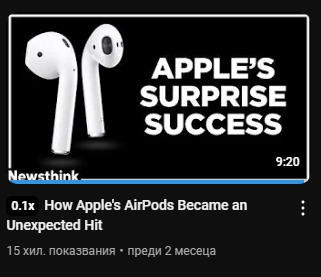 APPLE'S
SURPRISE
SUCCESS
9:20
Newsthink.
0.1x How Apple's AirPods Became an
Unexpected Hit
15 хил. показвания • преди 2 месеца